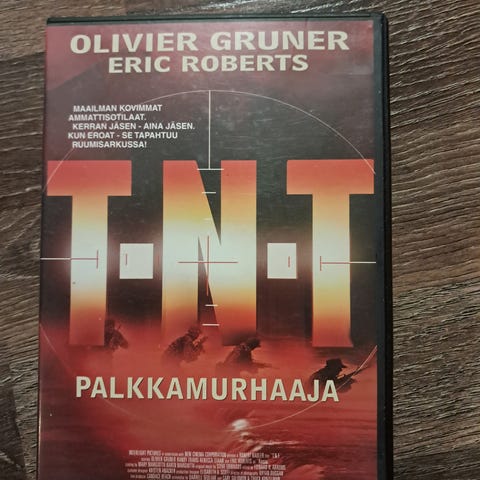 OLIVIER GRUNER
ERIC ROBERTS
MAAILMAN KOVIMMAT
AMMATTISOTILAAT.
KERRAN JÄSEN - AINA JÄSEN.
KUN EROAT - SE TAPAHTUU
RUUMISARKUSSA!
T·N·T
PALKKAMURHAAJA